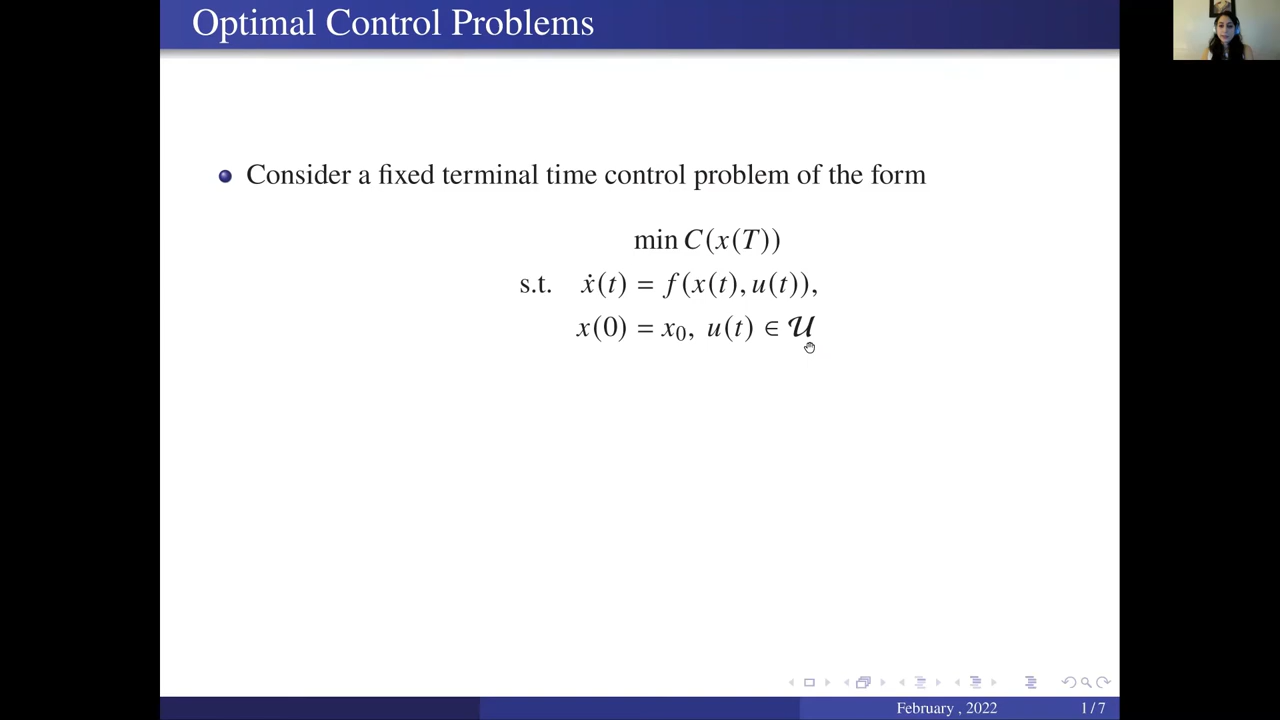 Optimal Control Problems
Consider a fixed terminal time control problem of the form
min C(x(T))
s.t. ẋ(t) = f(x(t), u(t)),
x(0) = x₀, u(t) ∈ 𝒰
February , 2022 1 / 7